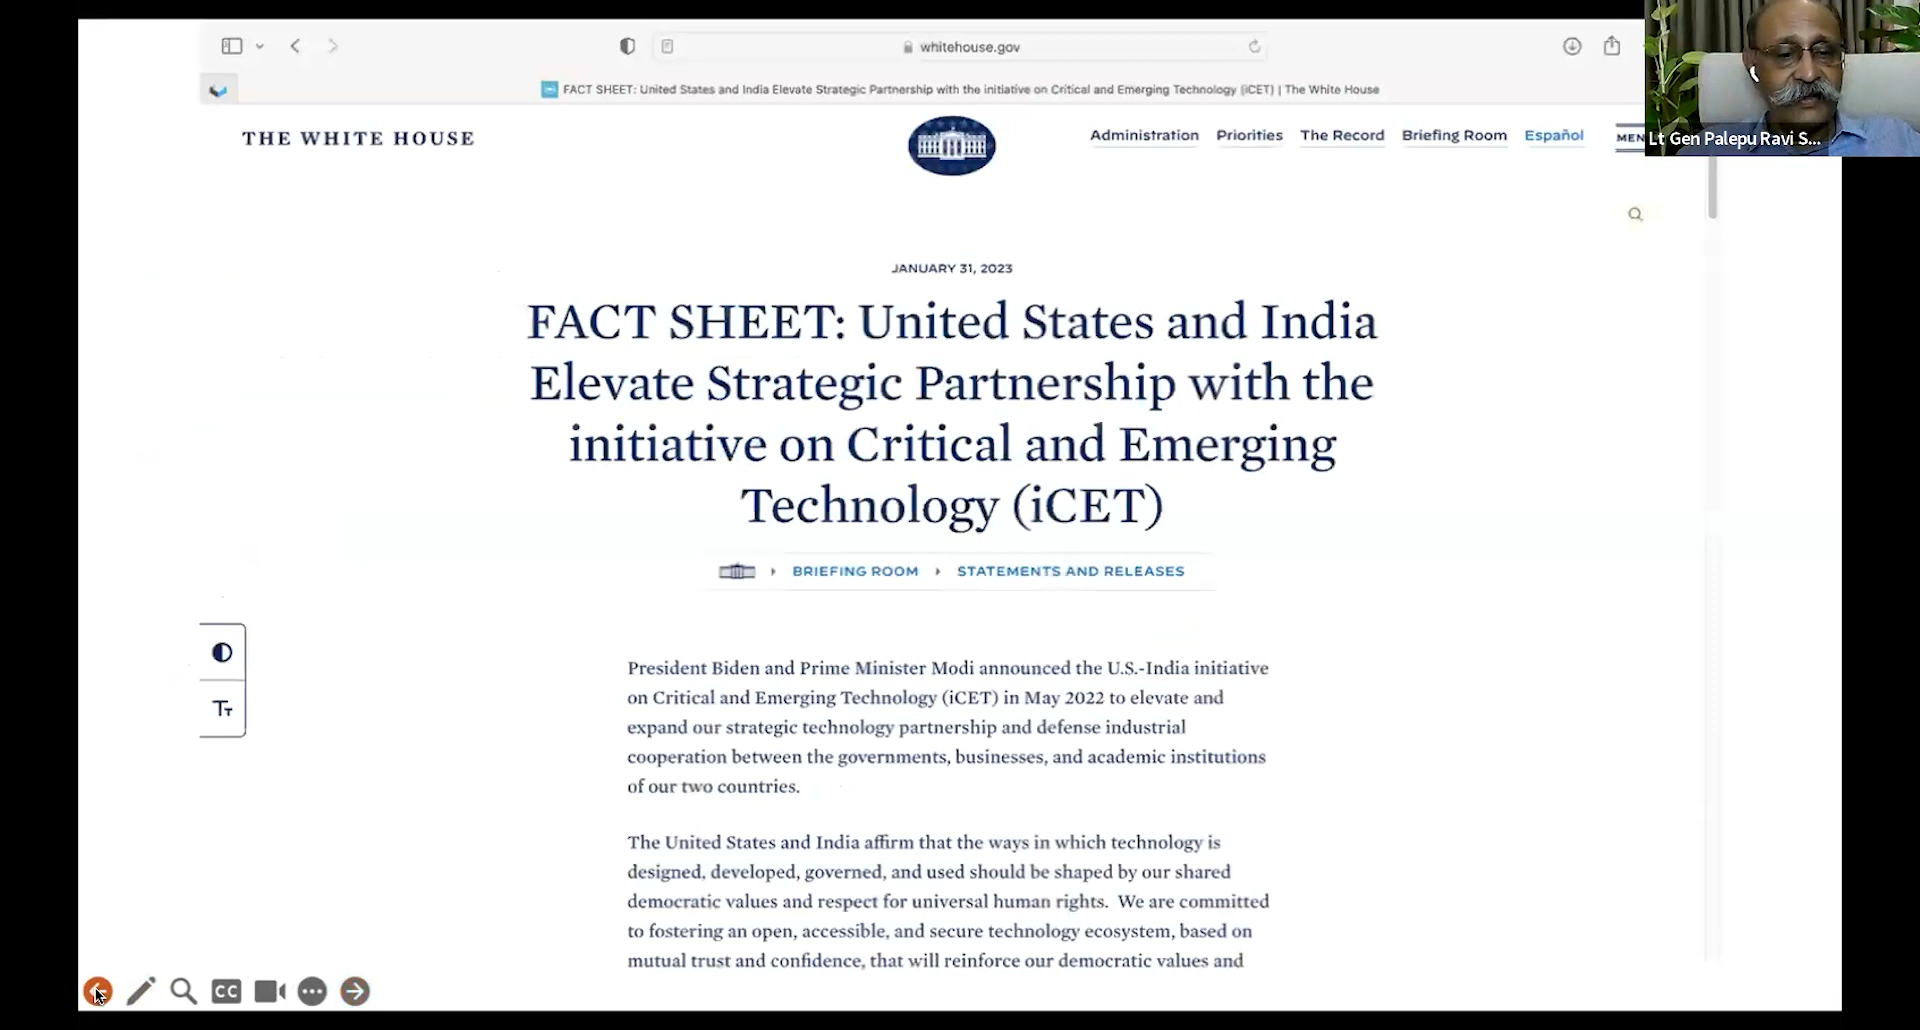 whitehouse.gov
FACT SHEET: United States and India Elevate Strategic Partnership with the initiative on Critical and Emerging Technology (iCET) | The White House
THE WHITE HOUSE
Administration Priorities The Record Briefing Room Español MEN
Lt Gen Palepu Ravi S...
JANUARY 31, 2023
FACT SHEET: United States and India
Elevate Strategic Partnership with the
initiative on Critical and Emerging
Technology (iCET)
BRIEFING ROOM STATEMENTS AND RELEASES
Tт
President Biden and Prime Minister Modi announced the U.S.-India initiative
on Critical and Emerging Technology (iCET) in May 2022 to elevate and
expand our strategic technology partnership and defense industrial
cooperation between the governments, businesses, and academic institutions
of our two countries.
The United States and India affirm that the ways in which technology is
designed, developed, governed, and used should be shaped by our shared
democratic values and respect for universal human rights.  We are committed
to fostering an open, accessible, and secure technology ecosystem, based on
mutual trust and confidence, that will reinforce our democratic values and
CC